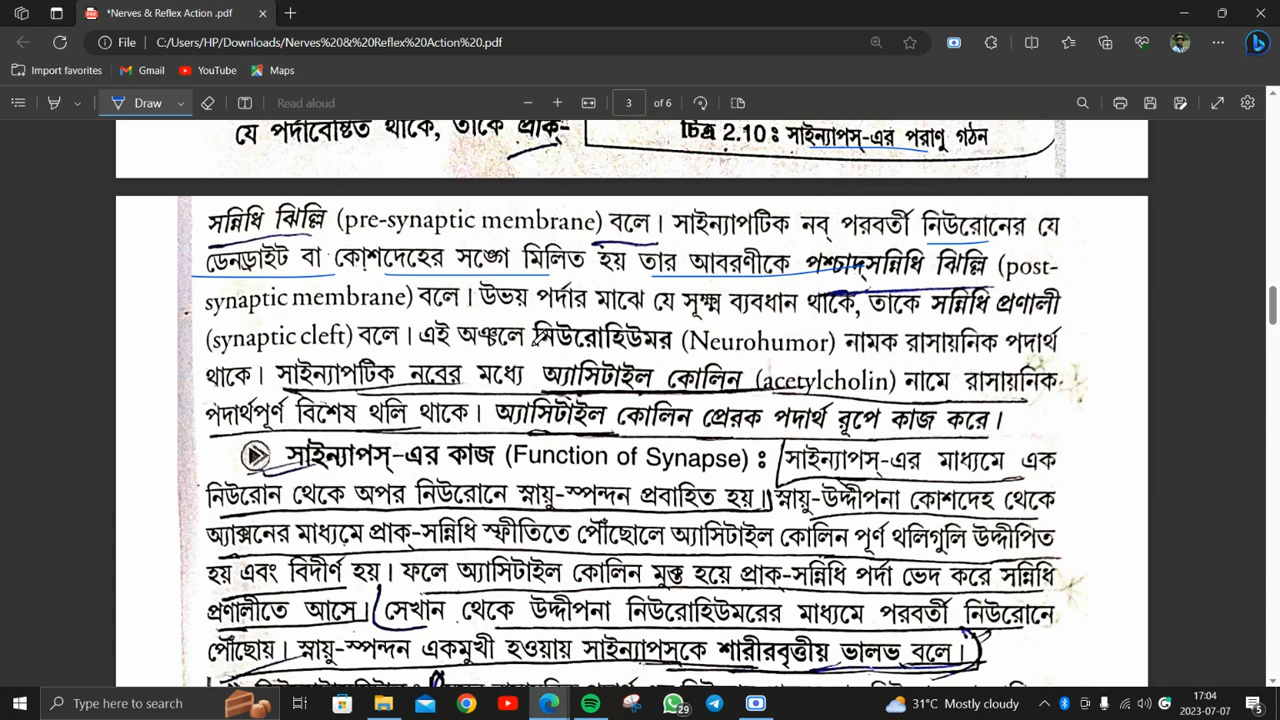 *Nerves & Reflex Action .pdf
File C:/Users/HP/Downloads/Nerves%20&%20Reflex%20Action%20.pdf
Import favorites Gmail YouTube Maps
Draw Read aloud 3 of 6
যে পর্দাবেষ্টিত থাকে, তাকে প্রাক্-
চিত্র 2.10 : সাইন্যাপস্-এর পরাণু গঠন
সন্নিধি ঝিল্লি (pre-synaptic membrane) বলে। সাইন্যাপটিক নব্ পরবর্তী নিউরোনের যে
ডেনড্রাইট বা কোশদেহের সঙ্গে মিলিত হয় তার আবরণীকে পশ্চাদ্‌সন্নিধি ঝিল্লি (post-
synaptic membrane) বলে। উভয় পর্দার মাঝে যে সূক্ষ্ম ব্যবধান থাকে, তাকে সন্নিধি প্রণালী
(synaptic cleft) বলে। এই অঞ্চলে নিউরোহিউমর (Neurohumor) নামক রাসায়নিক পদার্থ
থাকে। সাইন্যাপটিক নবের মধ্যে অ্যাসিটাইল কোলিন (acetylcholin) নামে রাসায়নিক
পদার্থপূর্ণ বিশেষ থলি থাকে। অ্যাসিটাইল কোলিন প্রেরক পদার্থ রূপে কাজ করে।
সাইন্যাপস্-এর কাজ (Function of Synapse) : সাইন্যাপস্-এর মাধ্যমে এক
নিউরোন থেকে অপর নিউরোনে স্নায়ু-স্পন্দন প্রবাহিত হয়। স্নায়ু-উদ্দীপনা কোশদেহ থেকে
অ্যাক্সনের মাধ্যমে প্রাক্-সন্নিধি স্ফীতিতে পৌঁছোলে অ্যাসিটাইল কোলিন পূর্ণ থলিগুলি উদ্দীপিত
হয় এবং বিদীর্ণ হয়। ফলে অ্যাসিটাইল কোলিন মুক্ত হয়ে প্রাক্-সন্নিধি পর্দা ভেদ করে সন্নিধি
প্রণালীতে আসে। সেখান থেকে উদ্দীপনা নিউরোহিউমরের মাধ্যমে পরবর্তী নিউরোনে
পৌঁছোয়। স্নায়ু-স্পন্দন একমুখী হওয়ায় সাইন্যাপস্‌কে শারীরবৃত্তীয় ভালভ বলে।
Type here to search 29 31°C Mostly cloudly ENG 17:04
2023-07-07 5